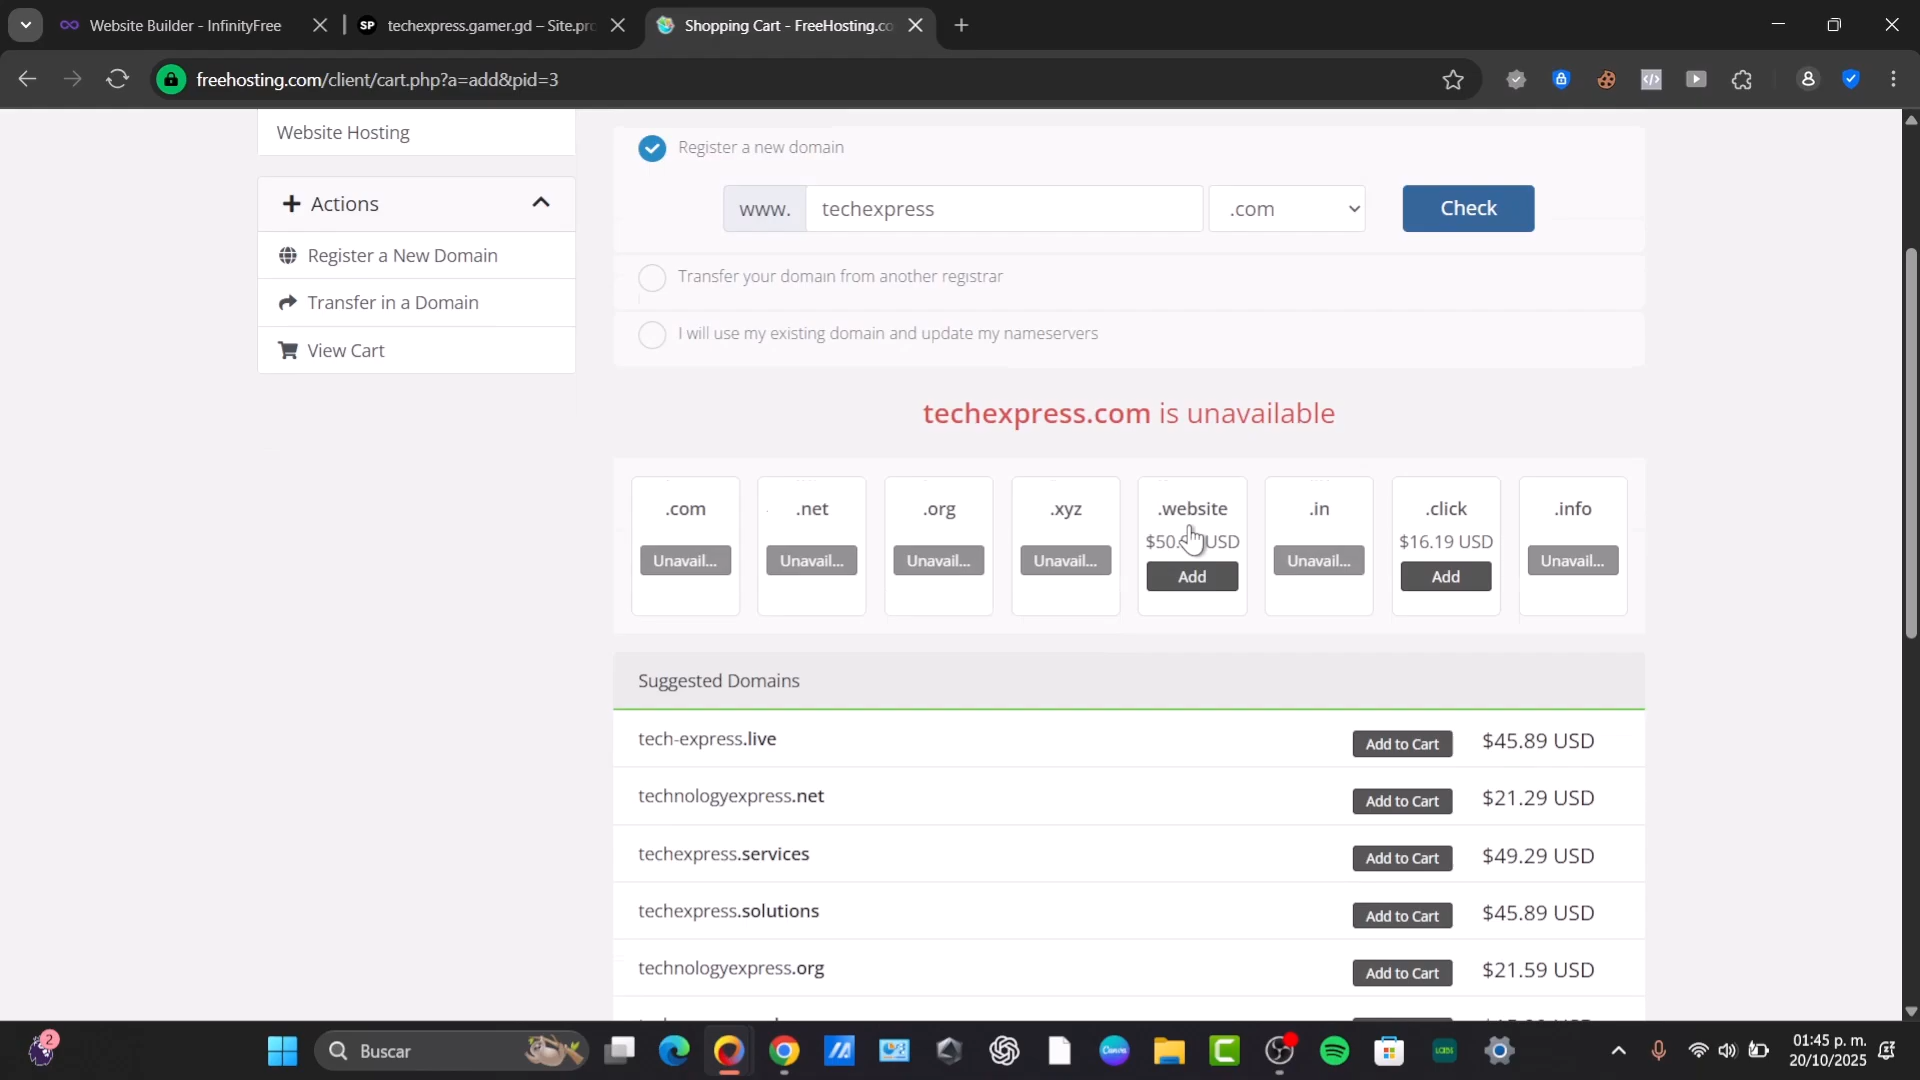 Website Builder - InfinityFree
SP
techexpress.gamer.gd – Site.pro
Shopping Cart - FreeHosting.co
freehosting.com/client/cart.php?a=add&pid=3
Website Hosting
Actions
Register a New Domain
Transfer in a Domain
View Cart
Register a new domain
www.
techexpress
.com
Check
Transfer your domain from another registrar
I will use my existing domain and update my nameservers
techexpress.com is unavailable
.com
.net
.org
.xyz
.website
.in
.click
.info
USD
$16.19 USD
Unavail...
Unavail...
Unavail...
Unavail...
Add
Unavail...
Add
Unavail...
Suggested Domains
tech-express.live
Add to Cart
$45.89 USD
technologyexpress.net
Add to Cart
$21.29 USD
techexpress.services
Add to Cart
$49.29 USD
techexpress.solutions
Add to Cart
$45.89 USD
technologyexpress.org
Add to Cart
$21.59 USD
2
Buscar
Canva
LABS
01:45 p. m.
20/10/2025